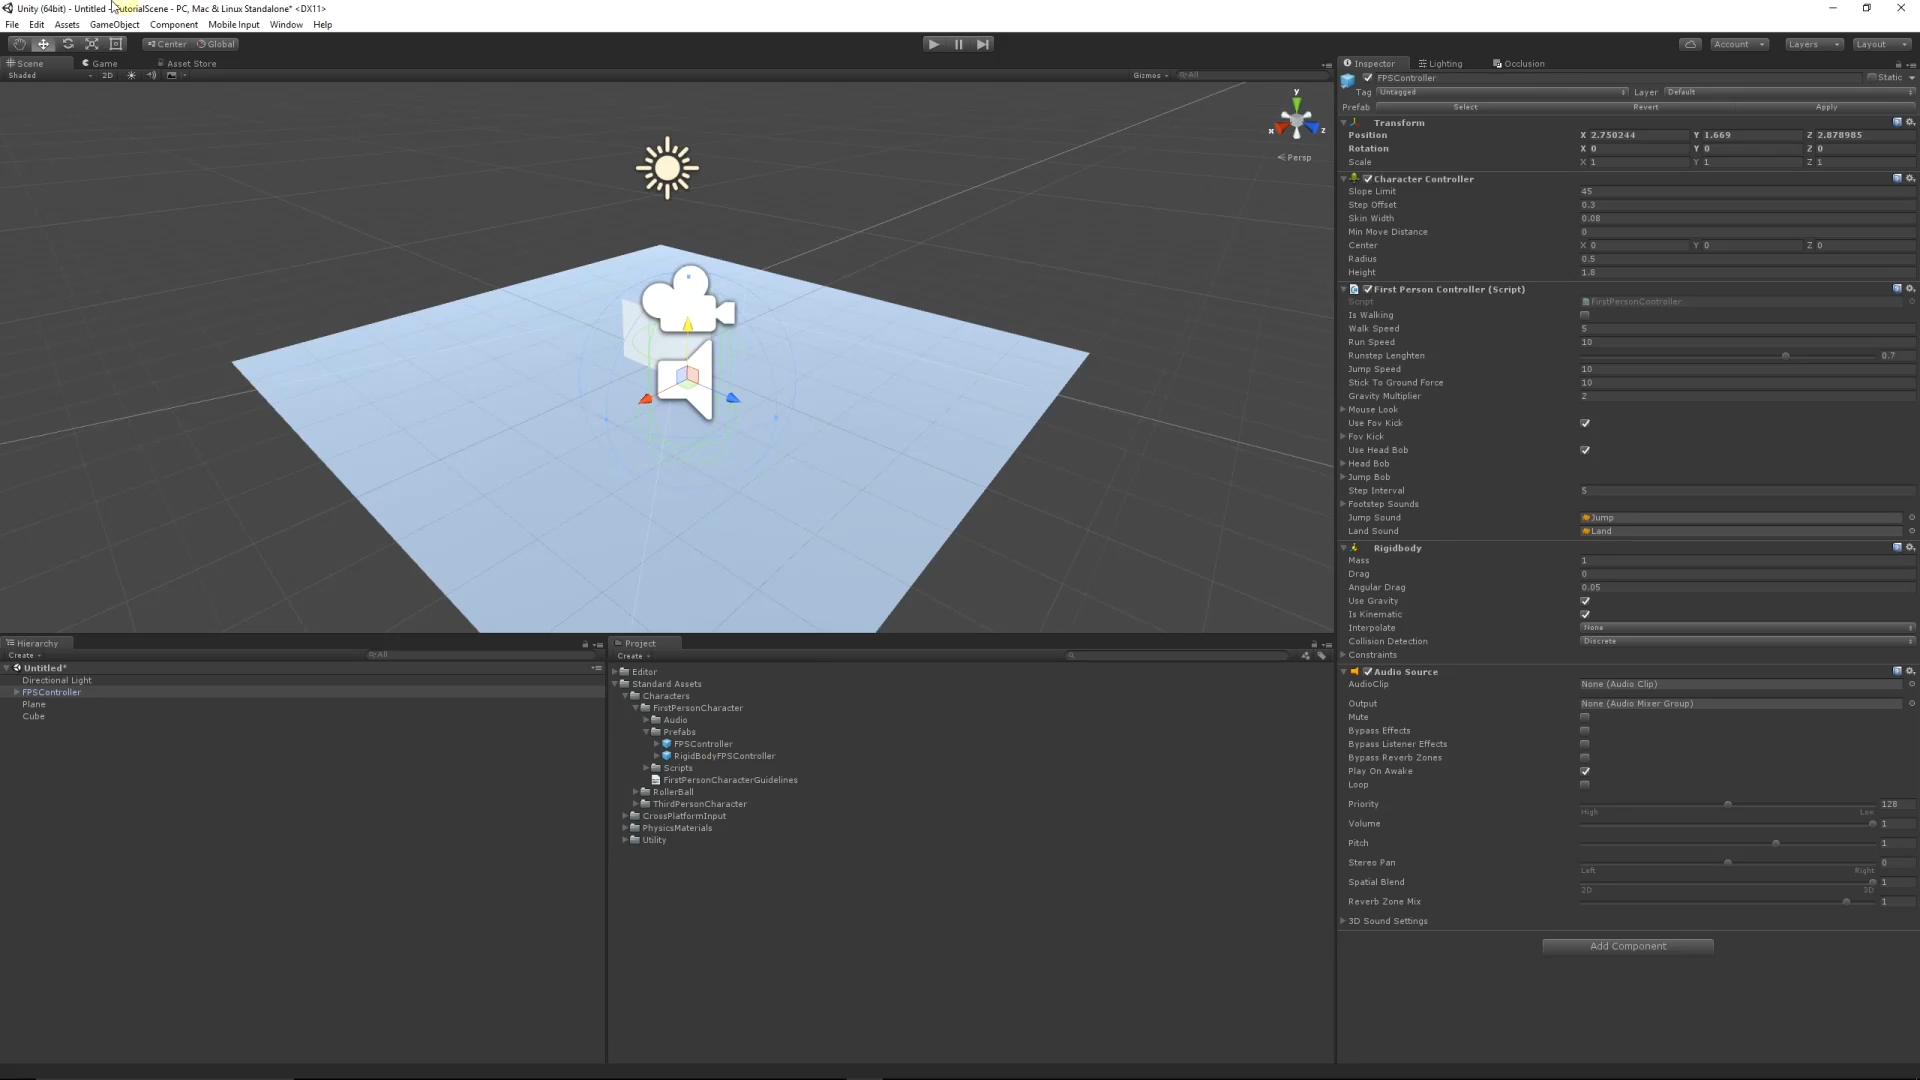 Unity (64bit) - Untitled - TutorialScene - PC, Mac & Linux Standalone* <DX11>
File Edit Assets GameObject Component Mobile Input Window Help
Center Global Account Layers Layout
Scene Game Asset Store
Shaded 2D Gizmos All
y x z
Persp
Hierarchy
Create All
Untitled*
Directional Light
FPSController
Plane
Cube
Project
Create
Editor
Standard Assets
Characters
FirstPersonCharacter
Audio
Prefabs
FPSController
RigidBodyFPSController
Scripts
FirstPersonCharacterGuidelines
RollerBall
ThirdPersonCharacter
CrossPlatformInput
PhysicsMaterials
Utility
Inspector Lighting Occlusion
FPSController Static
Tag Untagged Layer Default
Prefab Select Revert Apply
Transform
Position X 2.750244 Y 1.669 Z 2.878985
Rotation X 0 Y 0 Z 0
Scale X 1 Y 1 Z 1
Character Controller
Slope Limit 45
Step Offset 0.3
Skin Width 0.08
Min Move Distance 0
Center X 0 Y 0 Z 0
Radius 0.5
Height 1.8
First Person Controller (Script)
Script FirstPersonController
Is Walking
Walk Speed 5
Run Speed 10
Runstep Lenghten 0.7
Jump Speed 10
Stick To Ground Force 10
Gravity Multiplier 2
Mouse Look
Use Fov Kick
Fov Kick
Use Head Bob
Head Bob
Jump Bob
Step Interval 5
Footstep Sounds
Jump Sound Jump
Land Sound Land
Rigidbody
Mass 1
Drag 0
Angular Drag 0.05
Use Gravity
Is Kinematic
Interpolate None
Collision Detection Discrete
Constraints
Audio Source
AudioClip None (Audio Clip)
Output None (Audio Mixer Group)
Mute
Bypass Effects
Bypass Listener Effects
Bypass Reverb Zones
Play On Awake
Loop
Priority 128
High Low
Volume 1
Pitch 1
Stereo Pan 0
Left Right
Spatial Blend 1
2D 3D
Reverb Zone Mix 1
3D Sound Settings
Add Component